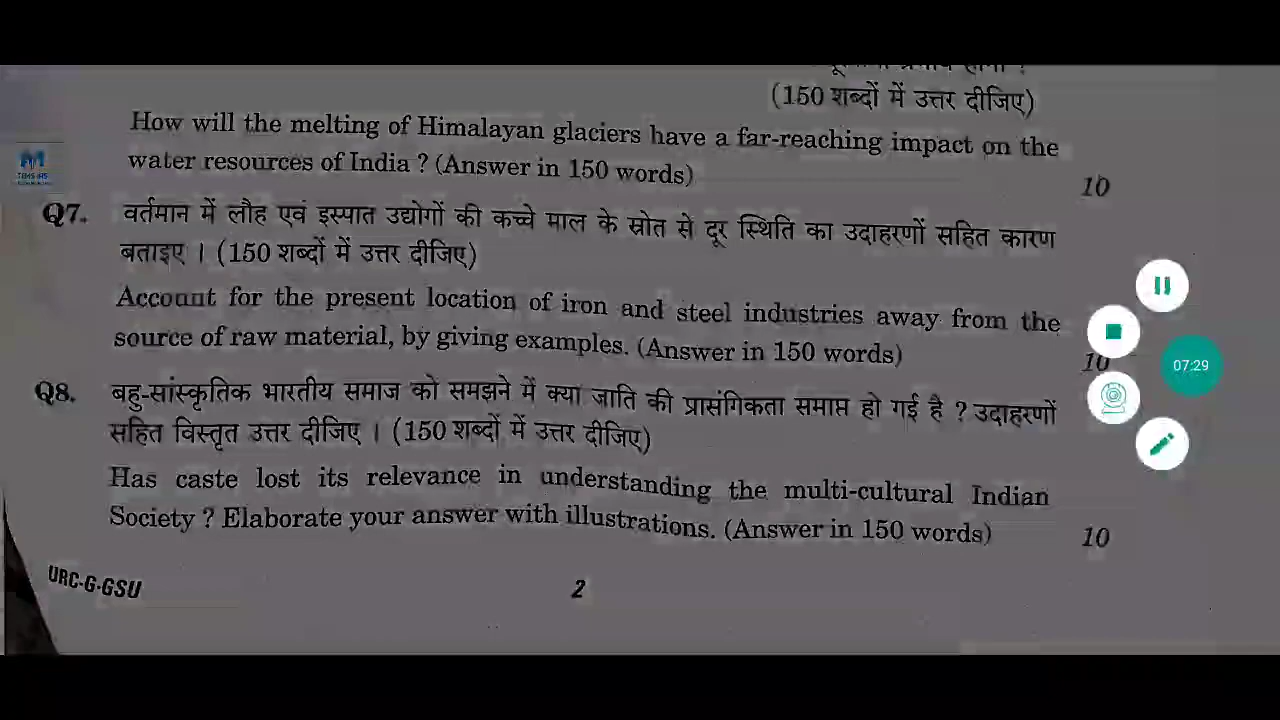 (150 शब्दों में उत्तर दीजिए)
How will the melting of Himalayan glaciers have a far-reaching impact on the
water resources of India ? (Answer in 150 words)
10
Q7. वर्तमान में लौह एवं इस्पात उद्योगों की कच्चे माल के स्रोत से दूर स्थिति का उदाहरणों सहित कारण
बताइए । (150 शब्दों में उत्तर दीजिए)
Account for the present location of iron and steel industries away from the
source of raw material, by giving examples. (Answer in 150 words)
10
07:29
Q8. बहु-सांस्कृतिक भारतीय समाज को समझने में क्या जाति की प्रासंगिकता समाप्त हो गई है ? उदाहरणों
सहित विस्तृत उत्तर दीजिए । (150 शब्दों में उत्तर दीजिए)
Has caste lost its relevance in understanding the multi-cultural Indian
Society ? Elaborate your answer with illustrations. (Answer in 150 words)
10
URC-G-GSU
2